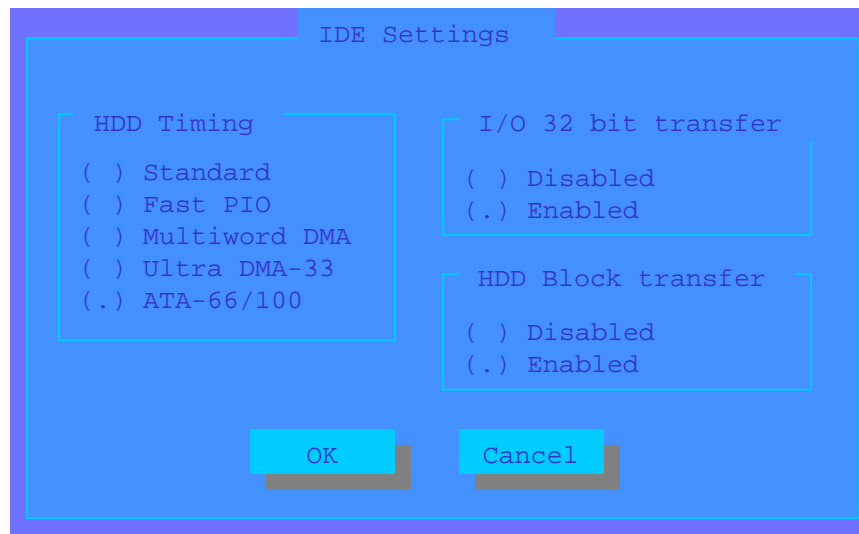 IDE Settings
HDD Timing
( ) Standard
( ) Fast PIO
( ) Multiword DMA
( ) Ultra DMA-33
(.) ATA-66/100
I/O 32 bit transfer
( ) Disabled
(.) Enabled
HDD Block transfer
( ) Disabled
(.) Enabled
OK
Cancel